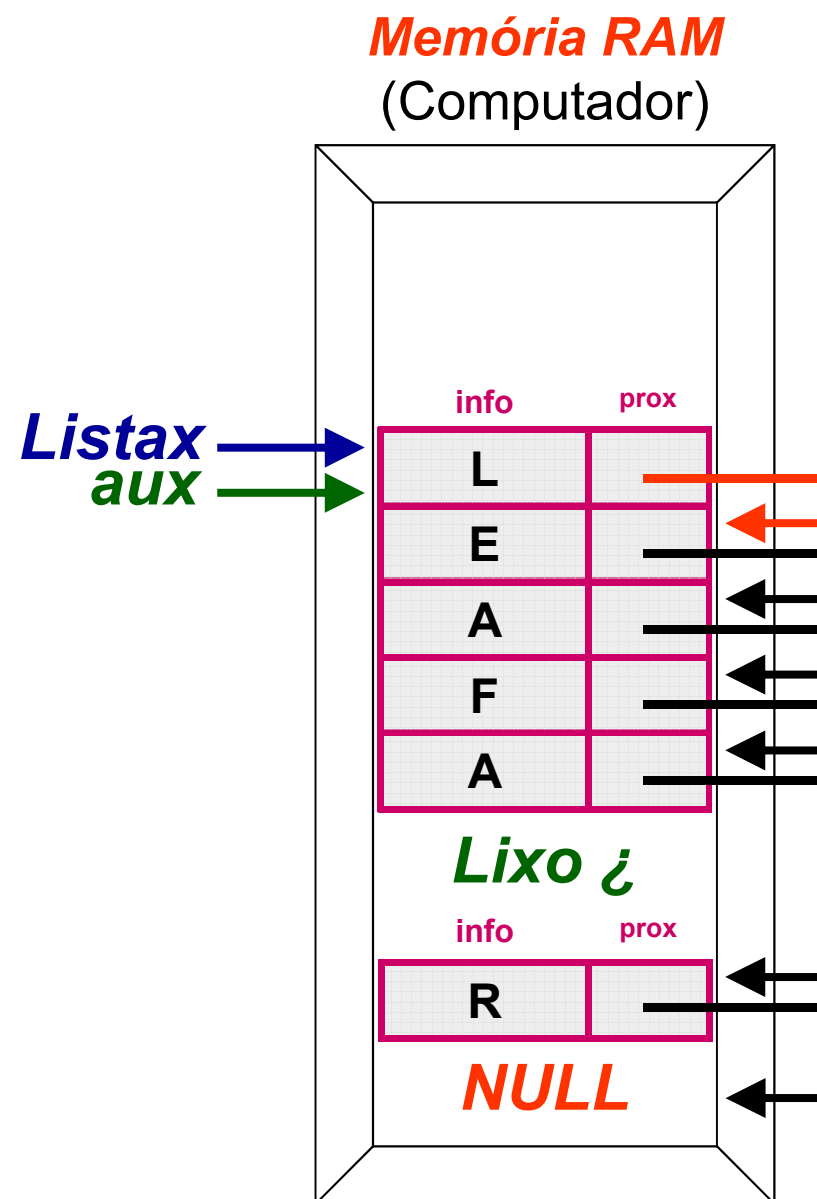 Memória RAM
(Computador)
info prox
Listax
aux
L
E
A
F
A
Lixo ¿
info prox
R
NULL